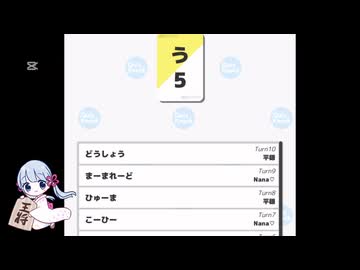 う
5
どうしょう
Turn10
平穏
まーまれーど
Turn9
Nana♡
ひゅーま
Turn8
平穏
こーひー
Turn7
Nana♡
王将